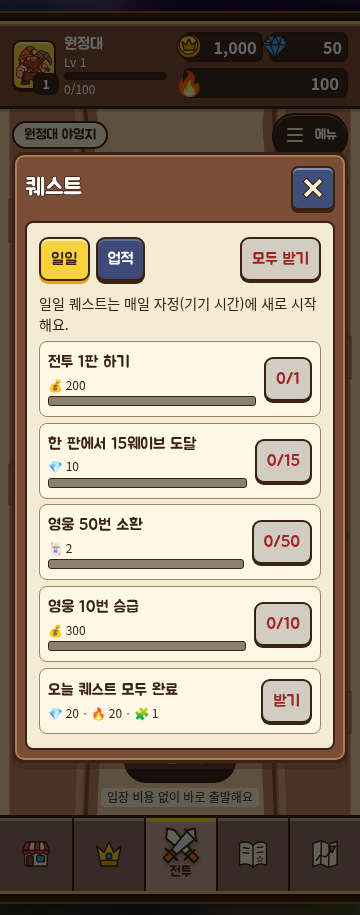 원정대
Lv 1
1
0/100
1,000
50
100
원정대 야영지
메뉴
퀘스트
일일
업적
모두 받기
일일 퀘스트는 매일 자정(기기 시간)에 새로 시작
해요.
전투 1판 하기
200
0/1
한 판에서 15웨이브 도달
10
0/15
영웅 50번 소환
2
0/50
영웅 10번 승급
300
0/10
오늘 퀘스트 모두 완료
20 · 20 · 1
받기
입장 비용 없이 바로 출발해요
전투